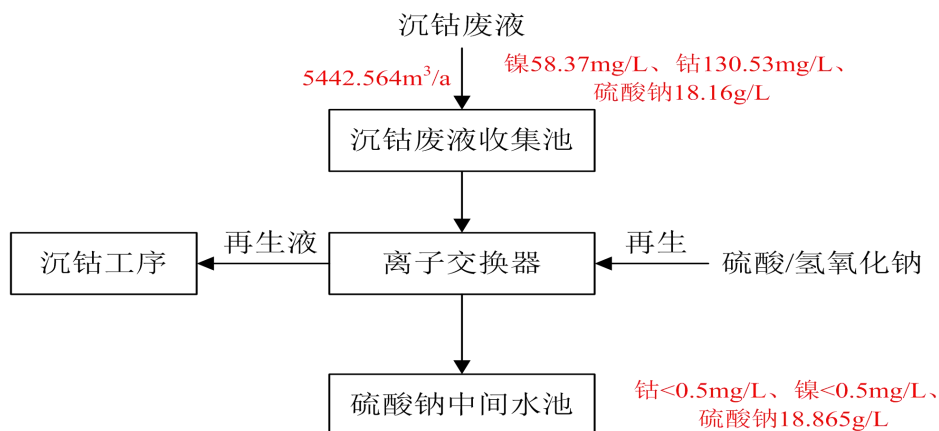 沉钴废液
5442.564m³/a
镍58.37mg/L、钴130.53mg/L、
硫酸钠18.16g/L
沉钴废液收集池
沉钴工序
再生液
离子交换器
再生
硫酸/氢氧化钠
硫酸钠中间水池
钴<0.5mg/L、镍<0.5mg/L、
硫酸钠18.865g/L